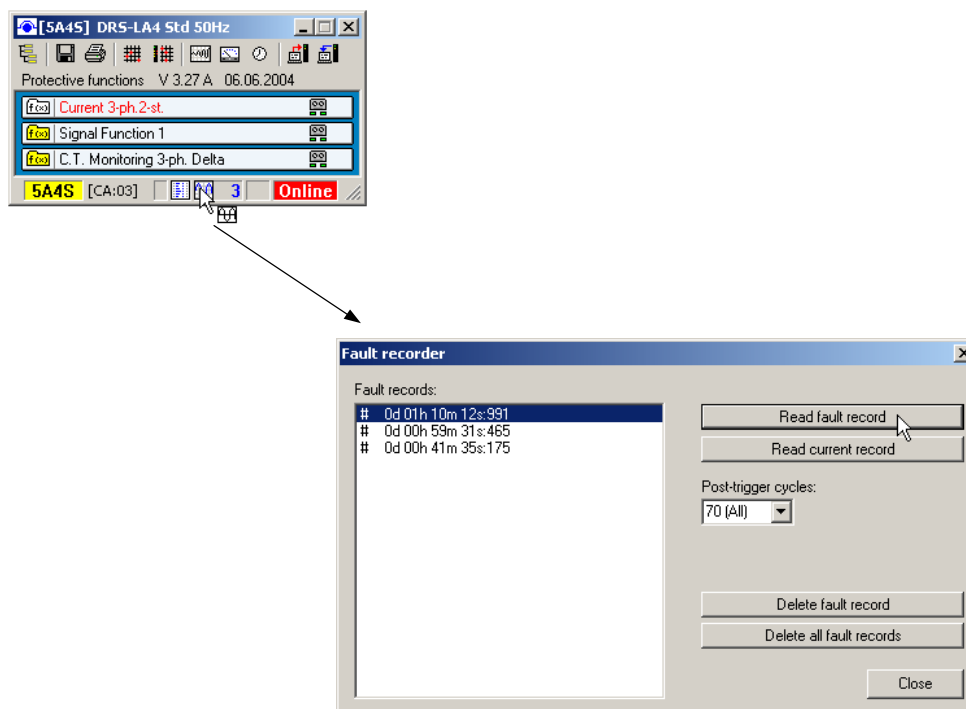 [5A4S] DRS-LA4 Std 50Hz
Protective functions V 3.27 A 06.06.2004
f(x) Current 3-ph.2-st.
f(x) Signal Function 1
f(x) C.T. Monitoring 3-ph. Delta
5A4S [CA:03] 3 Online
Fault recorder
Fault records:
# 0d 01h 10m 12s:991
# 0d 00h 59m 31s:465
# 0d 00h 41m 35s:175
Read fault record
Read current record
Post-trigger cycles:
70 (All)
Delete fault record
Delete all fault records
Close